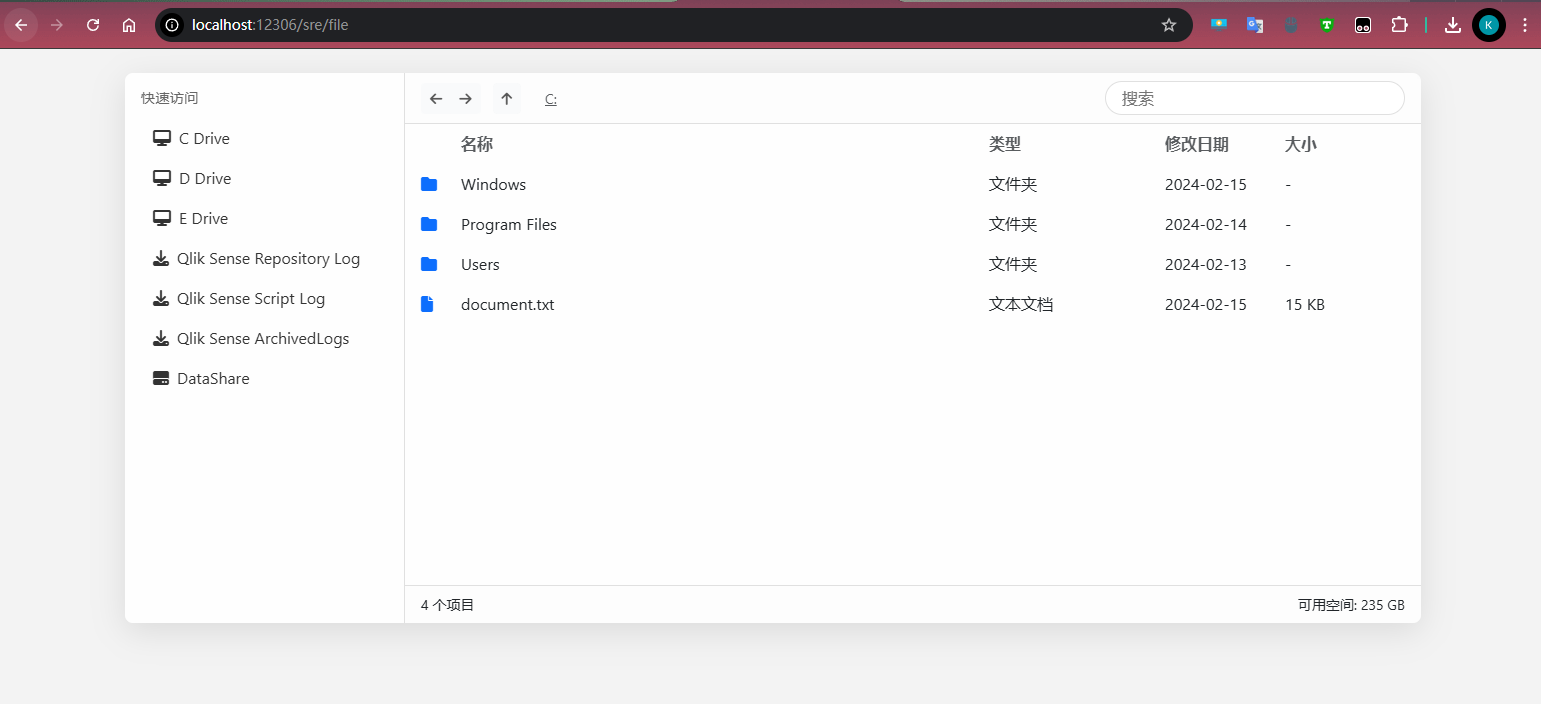 localhost:12306/sre/file
K
快速访问
C Drive
D Drive
E Drive
Qlik Sense Repository Log
Qlik Sense Script Log
Qlik Sense ArchivedLogs
DataShare
C:
搜索
名称 类型 修改日期 大小
Windows 文件夹 2024-02-15 -
Program Files 文件夹 2024-02-14 -
Users 文件夹 2024-02-13 -
document.txt 文本文档 2024-02-15 15 KB
4 个项目
可用空间: 235 GB